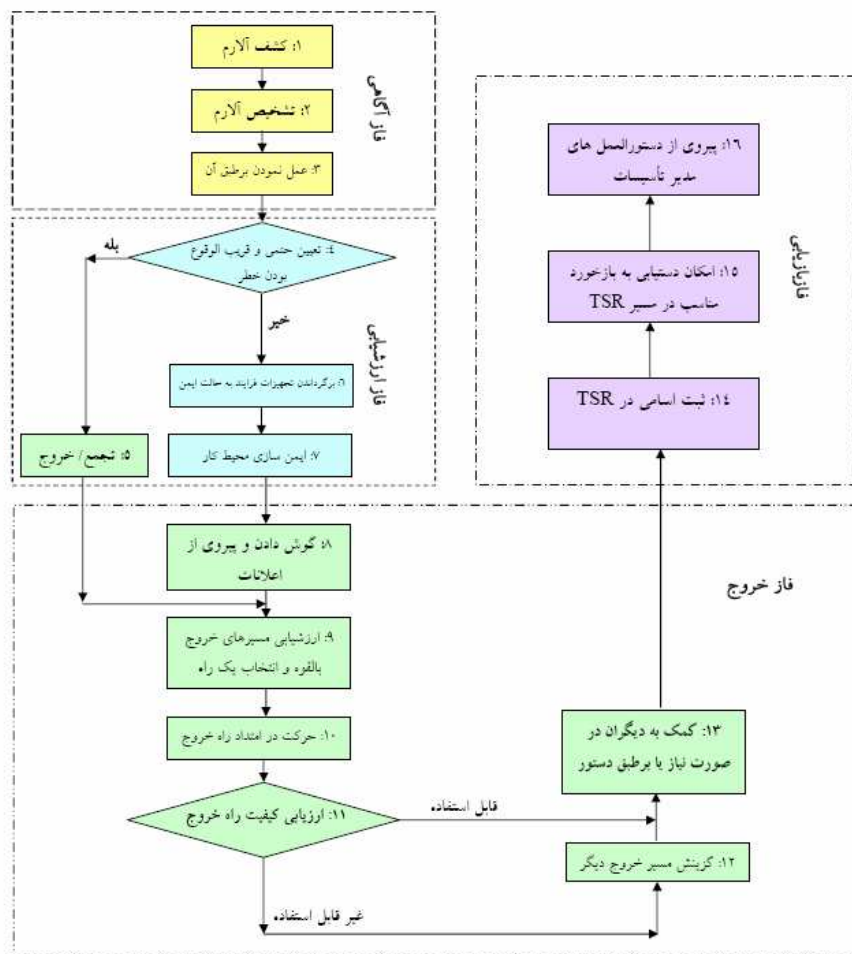 ۱: کشف آلارم
۲: تشخیص آلارم
۳: عمل نمودن برطبق آن
فاز آگاهی
۴: تعیین حتمی و قریب الوقوع
بودن خطر
بله
خیر
۶: برگرداندن تجهیزات فرایند به حالت ایمن
۷: ایمن سازی محیط کار
۵: تجمع/ خروج
فاز ارزشیابی
۸: گوش دادن و پیروی از
اعلانات
۹: ارزشیابی مسیرهای خروج
بالقوه و انتخاب یک راه
۱۰: حرکت در امتداد راه خروج
۱۱: ارزیابی کیفیت راه خروج
قابل استفاده
غیر قابل استفاده
۱۲: گزینش مسیر خروج دیگر
۱۳: کمک به دیگران در
صورت نیاز یا برطبق دستور
فاز خروج
۱۴: ثبت اسامی در TSR
۱۵: امکان دستیابی به بازخورد
مناسب در مسیر TSR
۱۶: پیروی از دستورالعمل های
مدیر تأسیسات
فازبازیابی